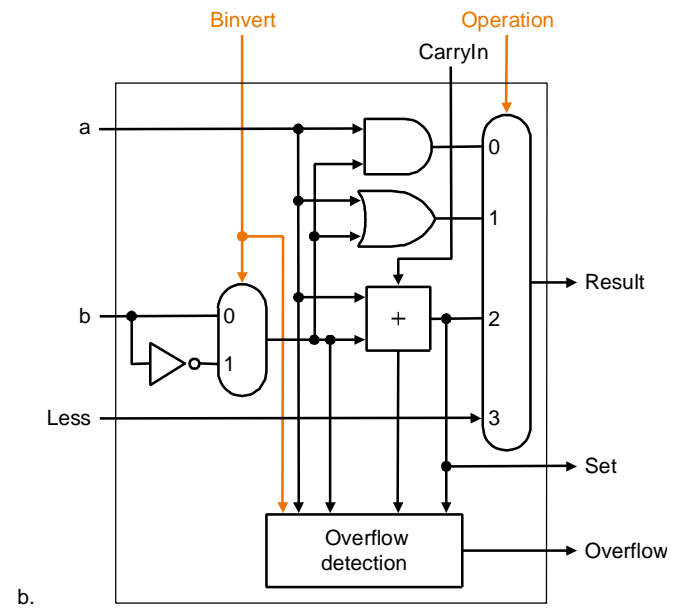 Binvert
Operation
CarryIn
a
0
1
b
0
1
+
2
Result
Less
3
Set
Overflow
detection
Overflow
b.